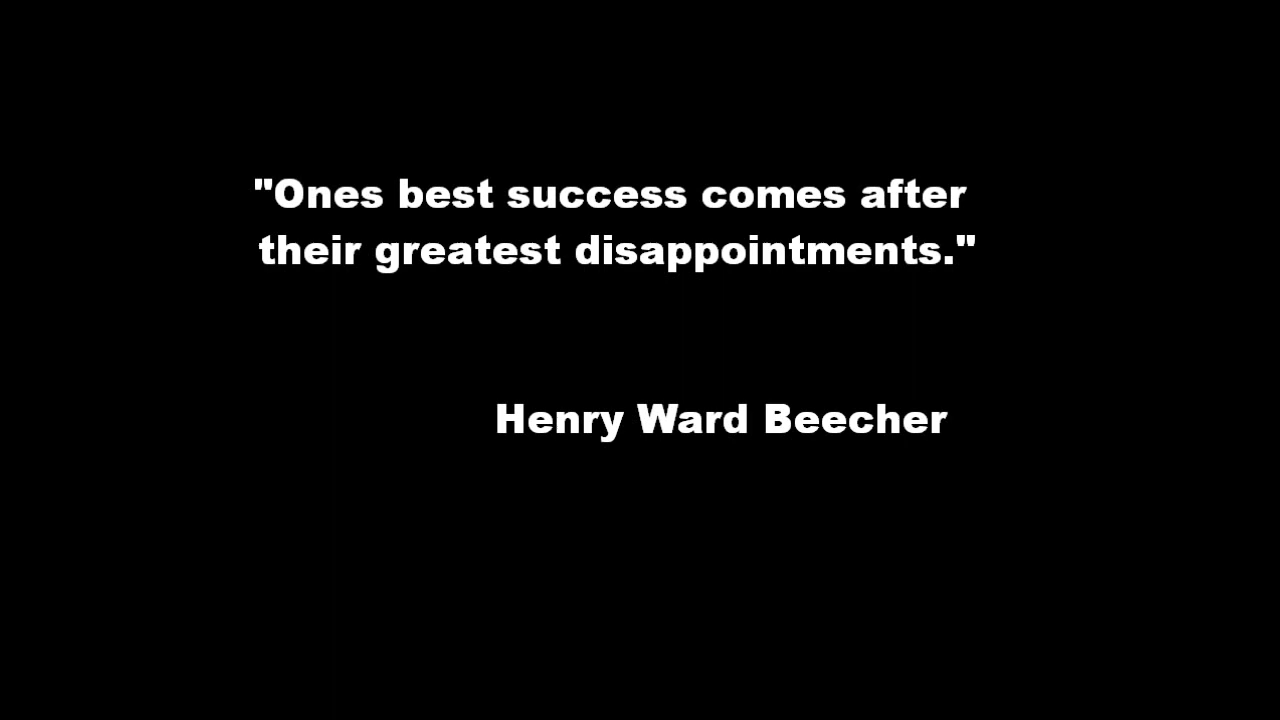 "Ones best success comes after
their greatest disappointments."
Henry Ward Beecher